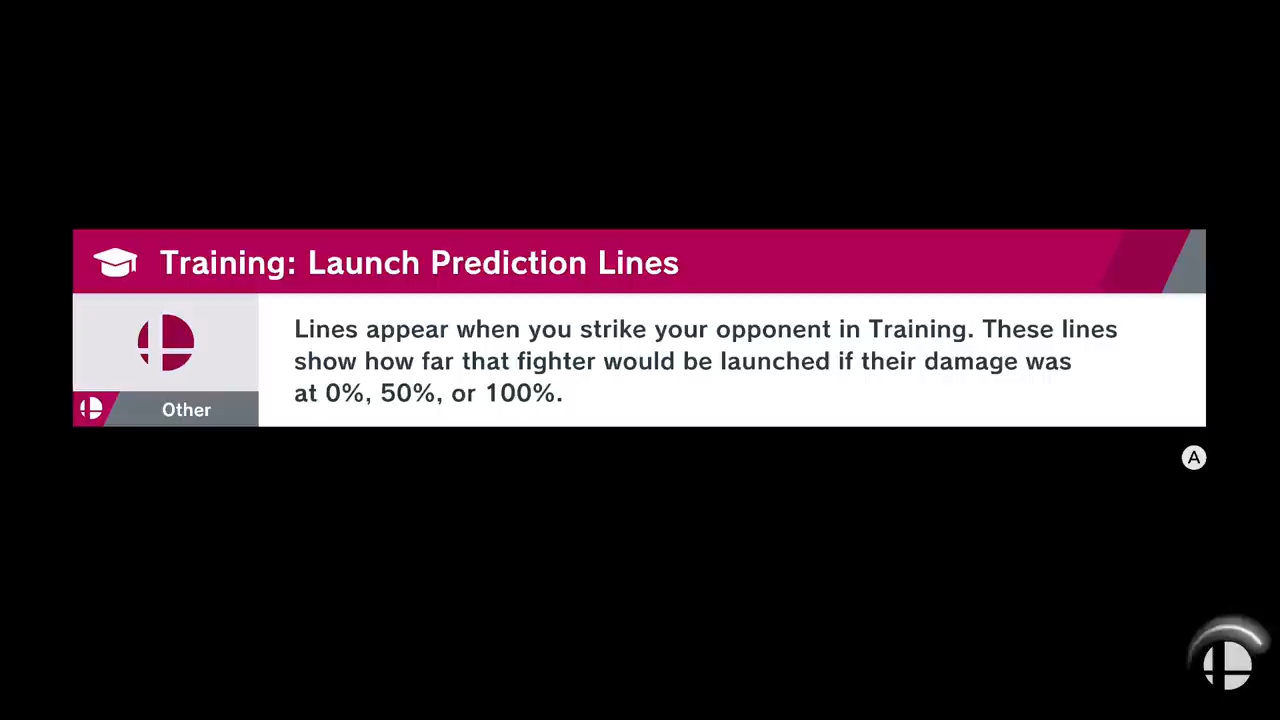 Training: Launch Prediction Lines
Lines appear when you strike your opponent in Training. These lines
show how far that fighter would be launched if their damage was
at 0%, 50%, or 100%.
Other
A